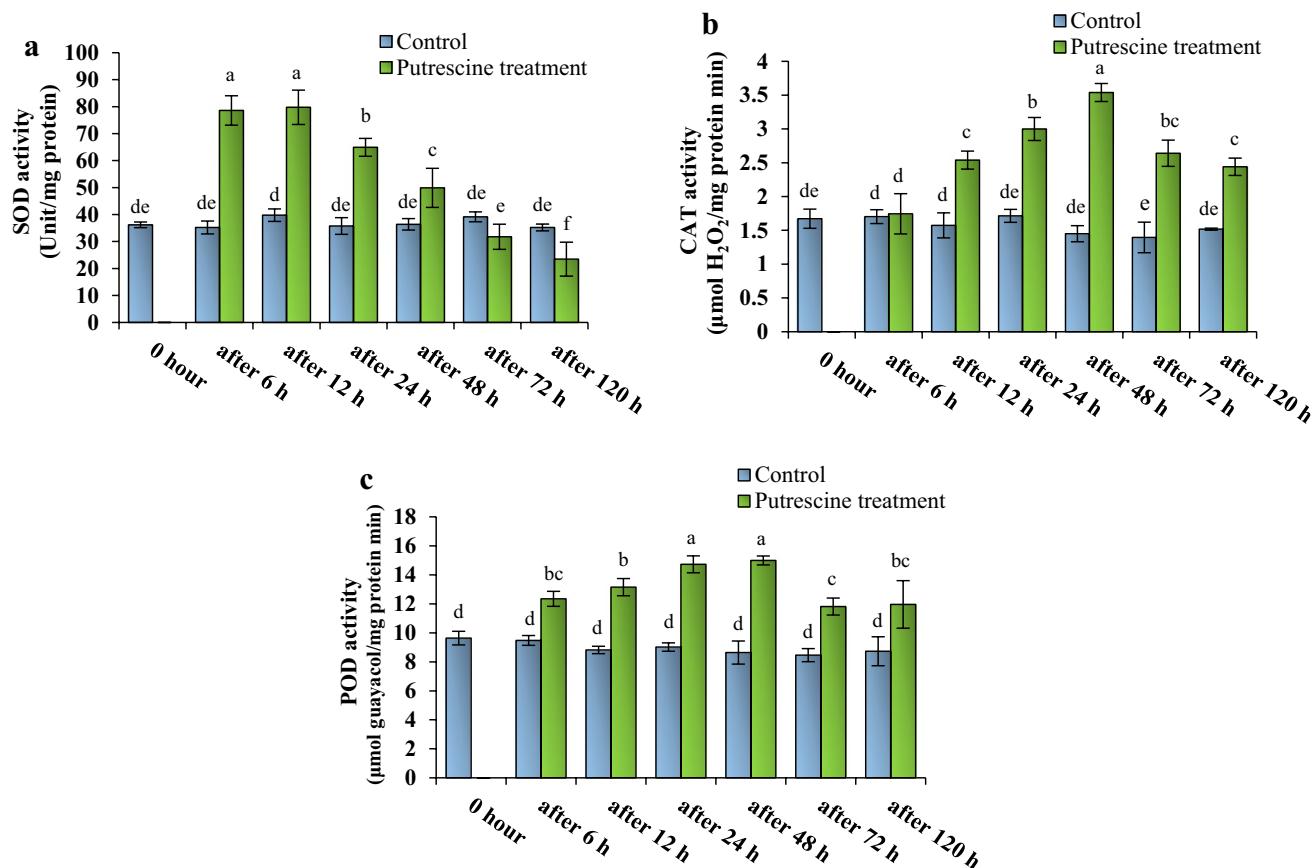 a
Control
Putrescine treatment
SOD activity
(Unit/mg protein)
100
90
80
70
60
50
40
30
20
10
0
de
de
a
d
a
de
b
de
c
de
e
de
f
0 hour
after 6 h
after 12 h
after 24 h
after 48 h
after 72 h
after 120 h
b
Control
Putrescine treatment
CAT activity
(μmol H₂O₂/mg protein min)
4
3.5
3
2.5
2
1.5
1
0.5
0
de
d
d
d
c
de
b
de
a
e
bc
de
c
0 hour
after 6 h
after 12 h
after 24 h
after 48 h
after 72 h
after 120 h
c
Control
Putrescine treatment
POD activity
(μmol guayacol/mg protein min)
18
16
14
12
10
8
6
4
2
0
d
d
bc
d
b
d
a
d
a
d
c
d
bc
0 hour
after 6 h
after 12 h
after 24 h
after 48 h
after 72 h
after 120 h